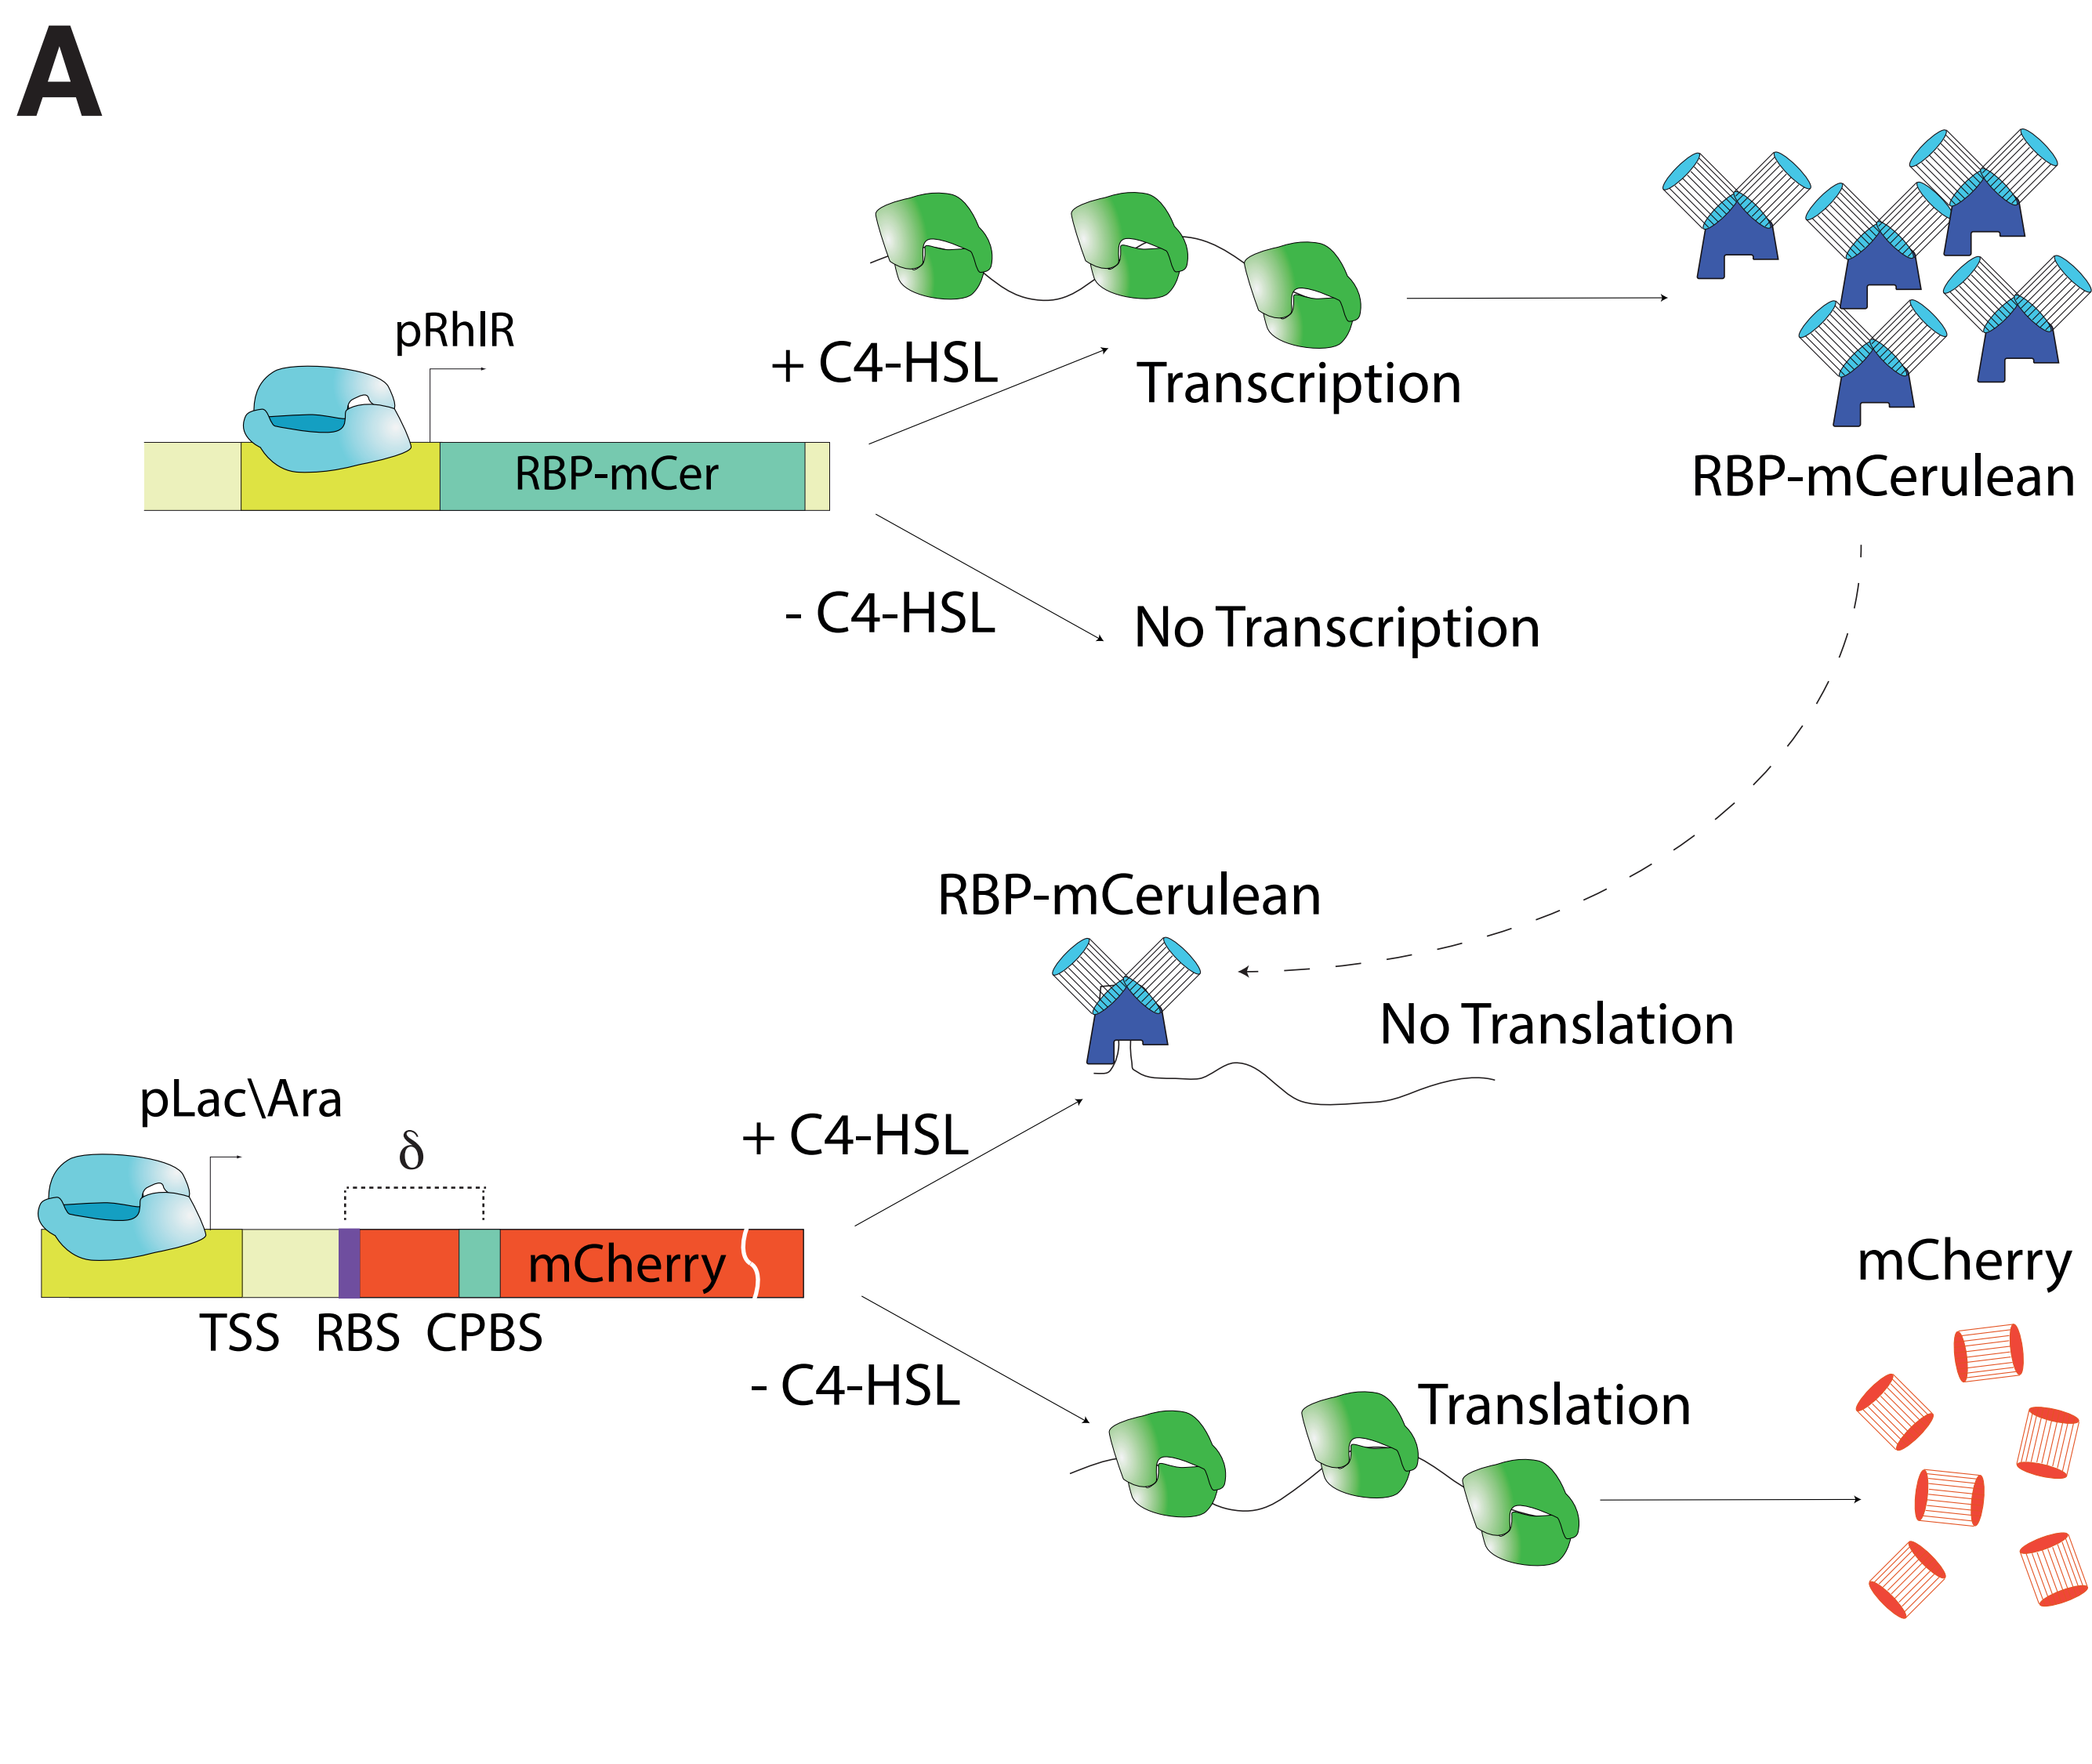 A
pRhlR
RBP-mCer
+ C4-HSL
Transcription
RBP-mCerulean
- C4-HSL
No Transcription
RBP-mCerulean
No Translation
pLac\Ara
δ
+ C4-HSL
mCherry
TSS RBS CPBS
- C4-HSL
Translation
mCherry